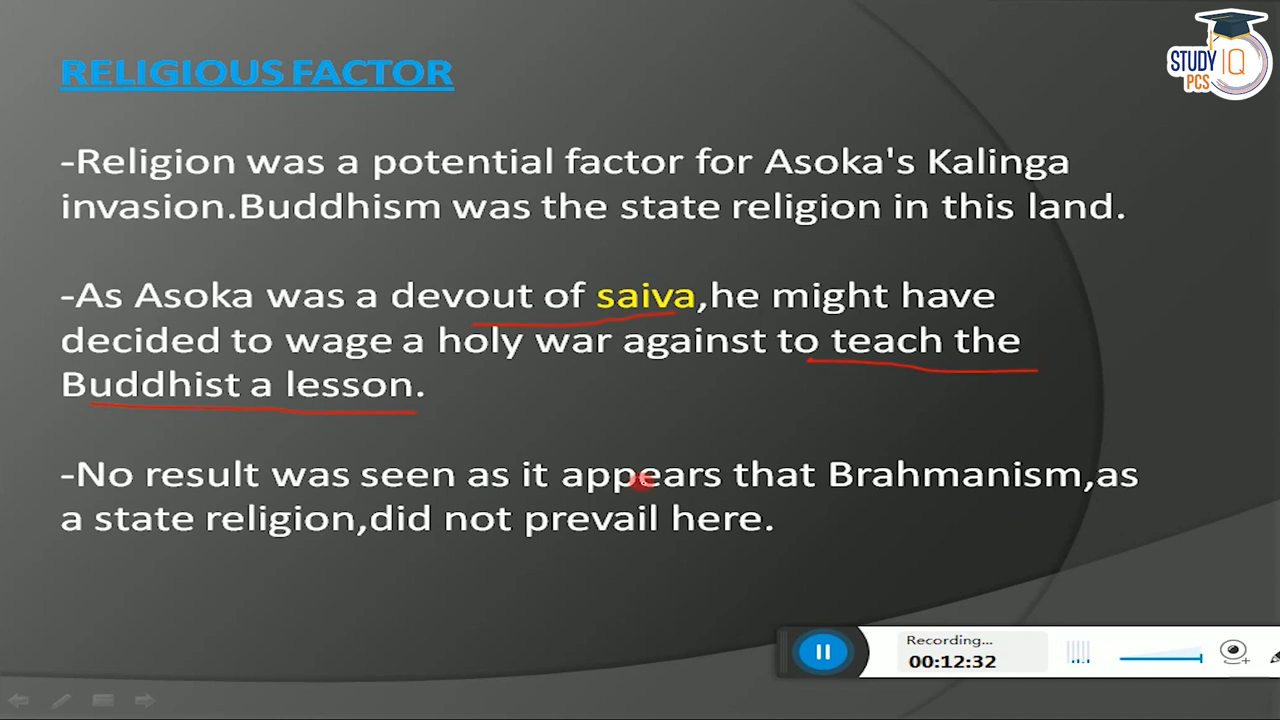 STUDY IQ
PCS
RELIGIOUS FACTOR
-Religion was a potential factor for Asoka's Kalinga
invasion.Buddhism was the state religion in this land.
-As Asoka was a devout of saiva,he might have
decided to wage a holy war against to teach the
Buddhist a lesson.
-No result was seen as it appears that Brahmanism,as
a state religion,did not prevail here.
Recording...
00:12:32